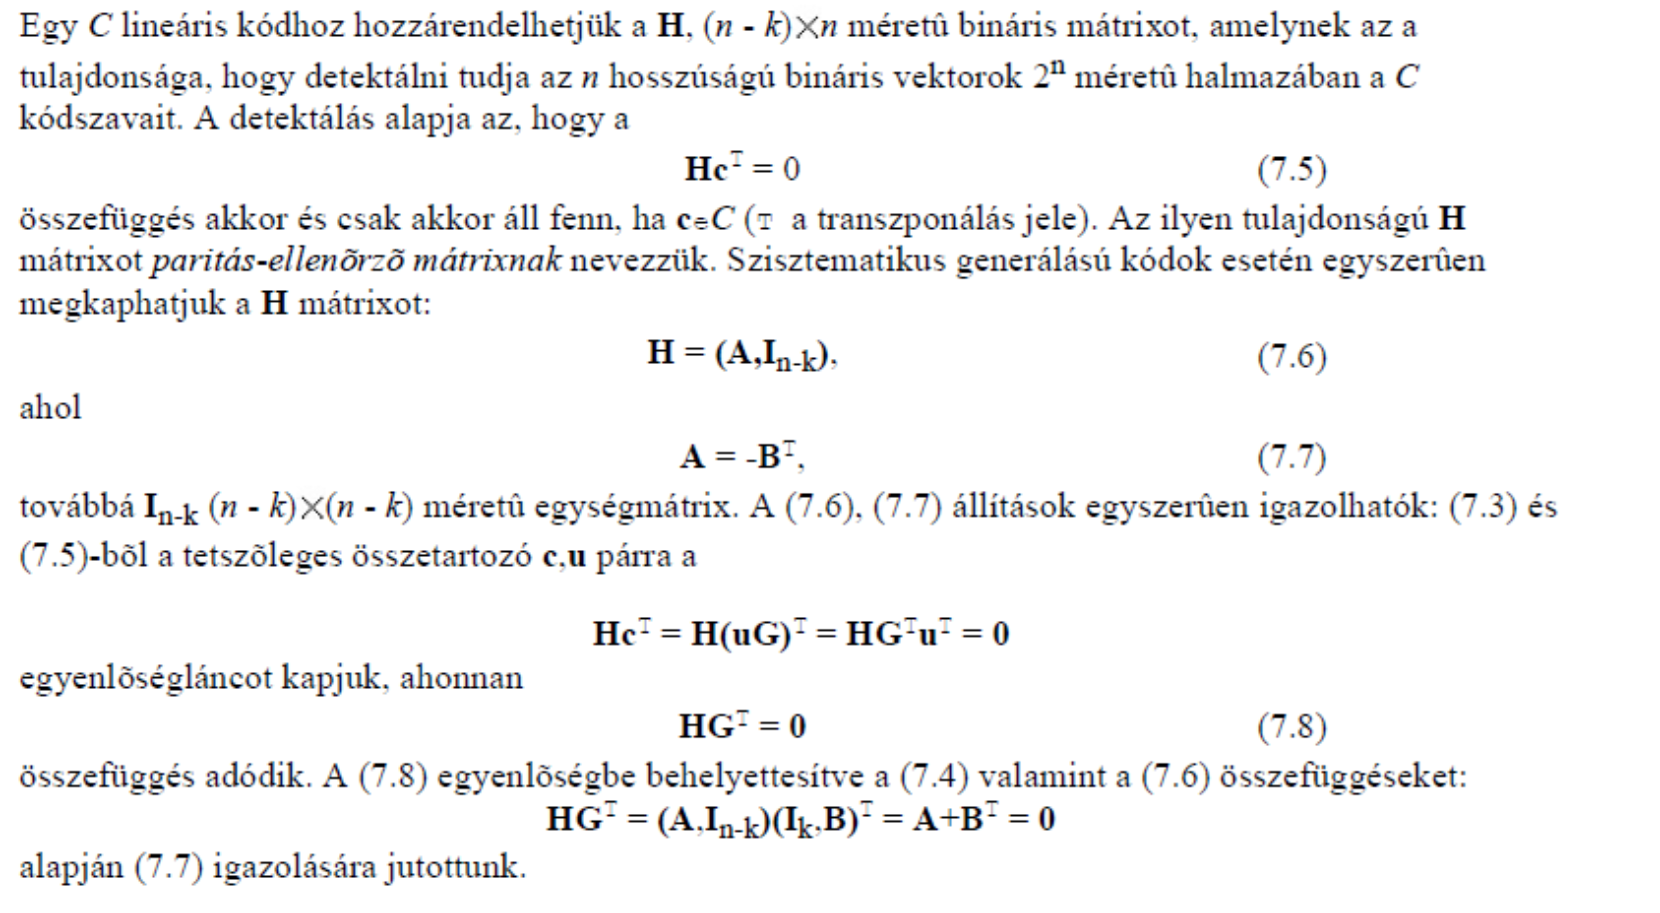 Egy C lineáris kódhoz hozzárendelhetjük a H, (n - k)×n méretû bináris mátrixot, amelynek az a
tulajdonsága, hogy detektálni tudja az n hosszúságú bináris vektorok 2ⁿ méretû halmazában a C
kódszavait. A detektálás alapja az, hogy a
Hcᵀ = 0 (7.5)
összefüggés akkor és csak akkor áll fenn, ha c∈C (T a transzponálás jele). Az ilyen tulajdonságú H
mátrixot paritás-ellenõrzõ mátrixnak nevezzük. Szisztematikus generálású kódok esetén egyszerûen
megkaphatjuk a H mátrixot:
H = (A,In-k), (7.6)
ahol
A = -Bᵀ, (7.7)
továbbá In-k (n - k)×(n - k) méretû egységmátrix. A (7.6), (7.7) állítások egyszerûen igazolhatók: (7.3) és
(7.5)-bõl a tetszõleges összetartozó c,u párra a
Hcᵀ = H(uG)ᵀ = HGᵀuᵀ = 0
egyenlõségláncot kapjuk, ahonnan
HGᵀ = 0 (7.8)
összefüggés adódik. A (7.8) egyenlõségbe behelyettesítve a (7.4) valamint a (7.6) összefüggéseket:
HGᵀ = (A,In-k)(Ik,B)ᵀ = A+Bᵀ = 0
alapján (7.7) igazolására jutottunk.